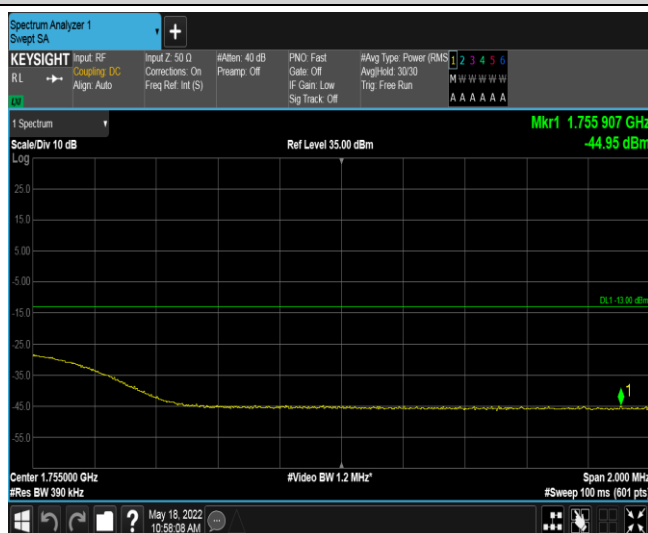 Spectrum Analyzer 1
Swept SA
+
KEYSIGHT Input: RF Input Z: 50 Ω #Atten: 40 dB PNO: Fast #Avg Type: Power (RMS 1 2 3 4 5 6
RL Coupling: DC Corrections: On Preamp: Off Gate: Off Avg|Hold: 30/30 M W W W W W
Align: Auto Freq Ref: Int (S) IF Gain: Low Trig: Free Run
Sig Track: Off A A A A A A
1 Spectrum Mkr1 1.755 907 GHz
Scale/Div 10 dB Ref Level 35.00 dBm -44.95 dBm
Log
25.0
15.0
5.00
-5.00
DL1 -13.00 dBm
-15.0
-25.0
-35.0
1
-45.0
-55.0
Center 1.755000 GHz #Video BW 1.2 MHz* Span 2.000 MHz
#Res BW 390 kHz #Sweep 100 ms (601 pts)
? May 18, 2022
10:58:08 AM